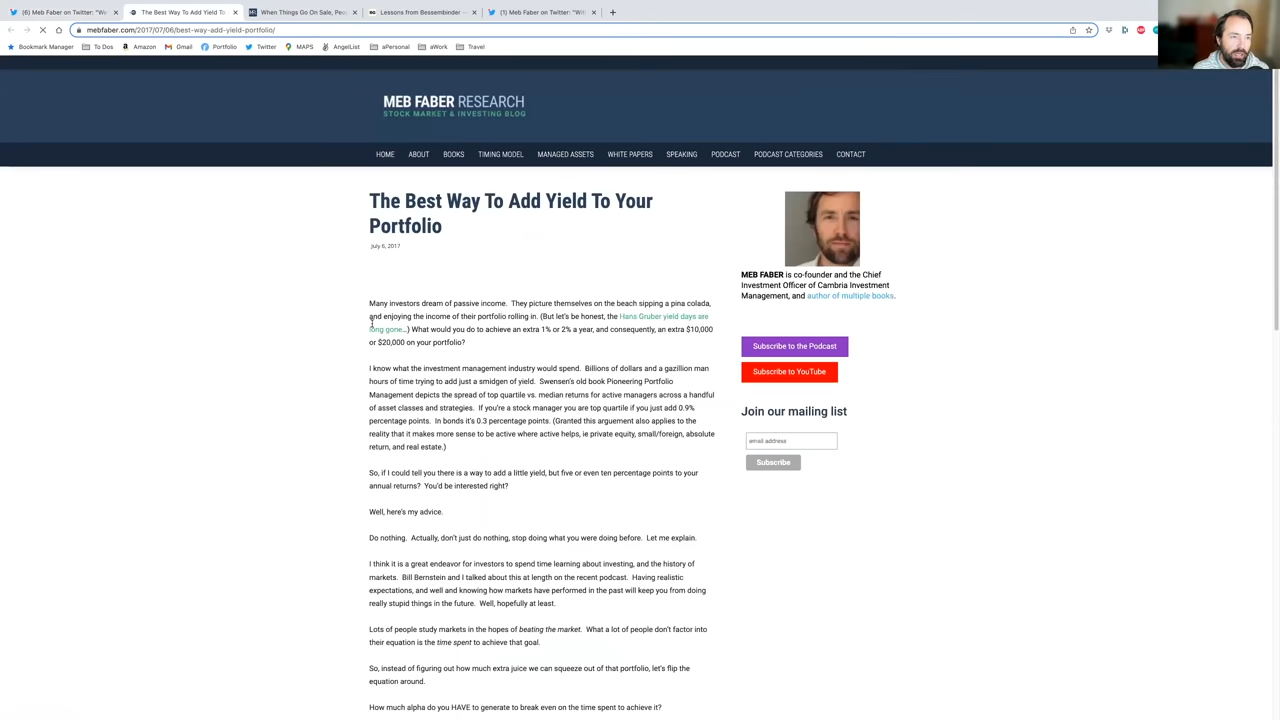 (6) Meb Faber on Twitter: "We
The Best Way To Add Yield To
When Things Go On Sale, Peo
Lessons from Bessembinder –
(1) Meb Faber on Twitter: "Wit
mebfaber.com/2017/07/06/best-way-add-yield-portfolio/
Bookmark Manager
To Dos
Amazon
Gmail
Portfolio
Twitter
MAPS
AngelList
aPersonal
aWork
Travel
MEB FABER RESEARCH
STOCK MARKET & INVESTING BLOG
HOME
ABOUT
BOOKS
TIMING MODEL
MANAGED ASSETS
WHITE PAPERS
SPEAKING
PODCAST
PODCAST CATEGORIES
CONTACT
The Best Way To Add Yield To Your
Portfolio
July 6, 2017
Many investors dream of passive income. They picture themselves on the beach sipping a pina colada,
and enjoying the income of their portfolio rolling in. (But let's be honest, the Hans Gruber yield days are
long gone…) What would you do to achieve an extra 1% or 2% a year, and consequently, an extra $10,000
or $20,000 on your portfolio?
I know what the investment management industry would spend. Billions of dollars and a gazillion man
hours of time trying to add just a smidgen of yield. Swensen's old book Pioneering Portfolio
Management depicts the spread of top quartile vs. median returns for active managers across a handful
of asset classes and strategies. If you're a stock manager you are top quartile if you just add 0.9%
percentage points. In bonds it's 0.3 percentage points. (Granted this arguement also applies to the
reality that it makes more sense to be active where active helps, ie private equity, small/foreign, absolute
return, and real estate.)
So, if I could tell you there is a way to add a little yield, but five or even ten percentage points to your
annual returns? You'd be interested right?
Well, here's my advice.
Do nothing. Actually, don't just do nothing, stop doing what you were doing before. Let me explain.
I think it is a great endeavor for investors to spend time learning about investing, and the history of
markets. Bill Bernstein and I talked about this at length on the recent podcast. Having realistic
expectations, and well and knowing how markets have performed in the past will keep you from doing
really stupid things in the future. Well, hopefully at least.
Lots of people study markets in the hopes of beating the market. What a lot of people don't factor into
their equation is the time spent to achieve that goal.
So, instead of figuring out how much extra juice we can squeeze out of that portfolio, let's flip the
equation around.
How much alpha do you HAVE to generate to break even on the time spent to achieve it?
MEB FABER is co-founder and the Chief
Investment Officer of Cambria Investment
Management, and author of multiple books.
Subscribe to the Podcast
Subscribe to YouTube
Join our mailing list
email address
Subscribe